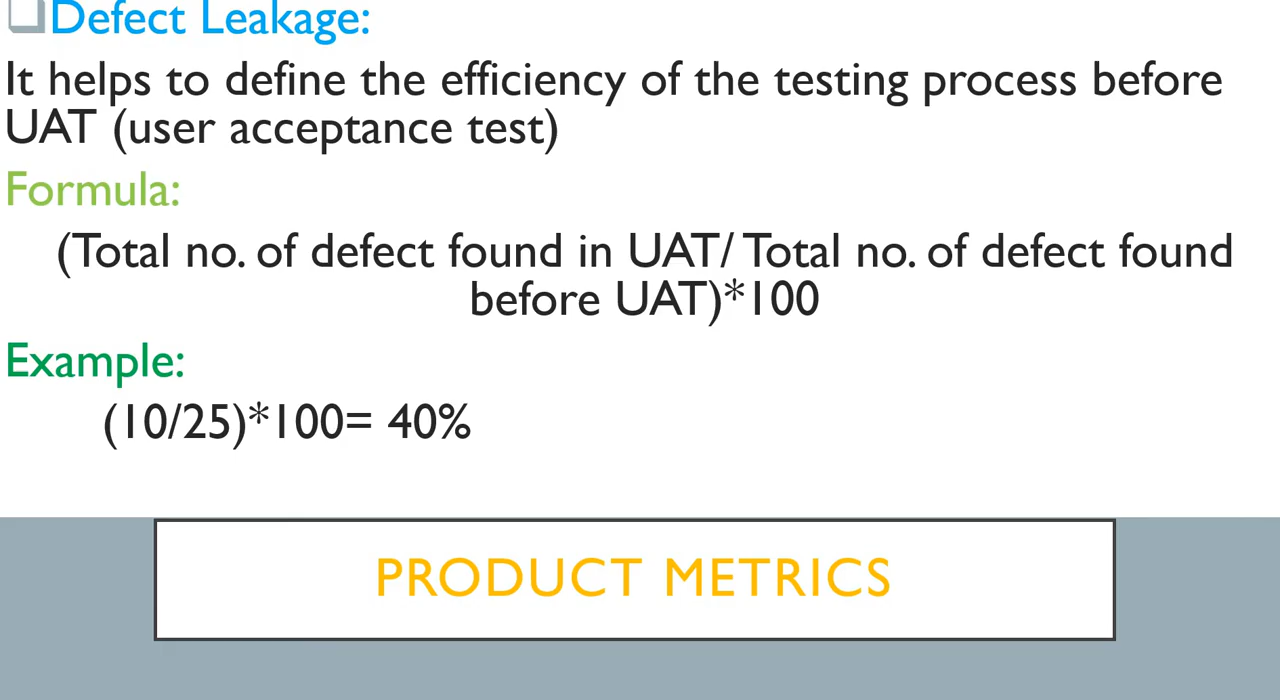 Defect Leakage:
It helps to define the efficiency of the testing process before
UAT (user acceptance test)
Formula:
(Total no. of defect found in UAT/ Total no. of defect found
before UAT)*100
Example:
(10/25)*100= 40%
PRODUCT METRICS